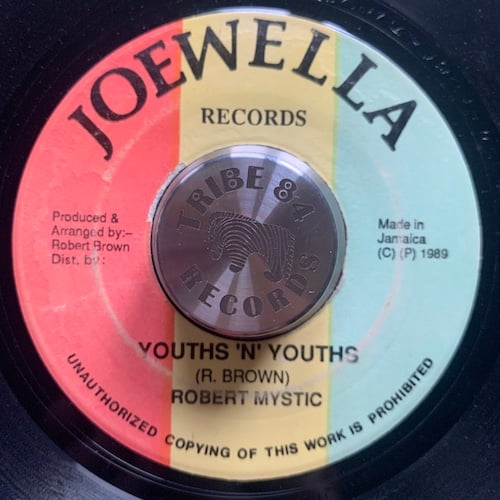 JOEWELLA
RECORDS
TRIBE 84
RECORDS
Produced &
Arranged by:-
Robert Brown
Dist. by:
Made in
Jamaica
(C) (P) 1989
YOUTHS 'N' YOUTHS
(R. BROWN)
ROBERT MYSTIC
UNAUTHORIZED COPYING OF THIS WORK IS PROHIBITED